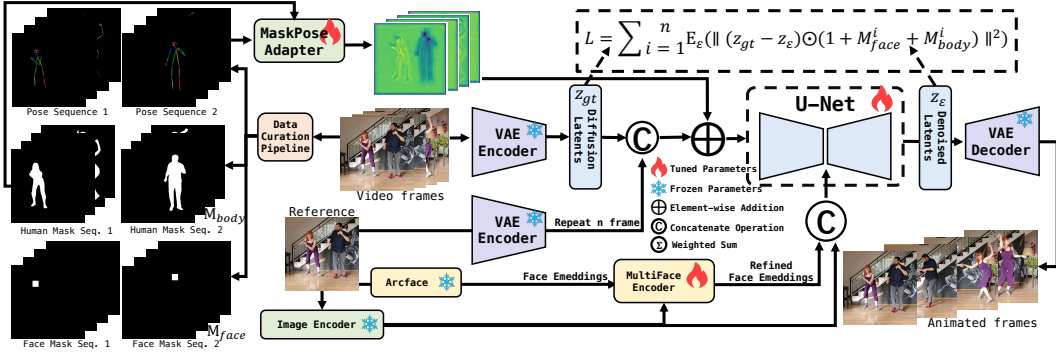 MaskPose
Adapter
L = ∑ⁿᵢ₌₁ E_ε(‖ (z_gt − z_ε)⊙(1 + Mⁱ_face + Mⁱ_body) ‖²)
Pose Sequence 1
Pose Sequence 2
Data
Curation
Pipeline
Video frames
VAE
Encoder
z_gt
Diffusion
Latents
C
U-Net
z_ε
Denoised
Latents
VAE
Decoder
Tuned Parameters
Frozen Parameters
Element-wise Addition
C Concatenate Operation
Σ Weighted Sum
M_body
Human Mask Seq. 1
Human Mask Seq. 2
Reference
VAE
Encoder
Repeat n frame
C
Arcface
Face Emeddings
MultiFace
Encoder
Refined
Face Emeddings
Image Encoder
M_face
Face Mask Seq. 1
Face Mask Seq. 2
Animated frames